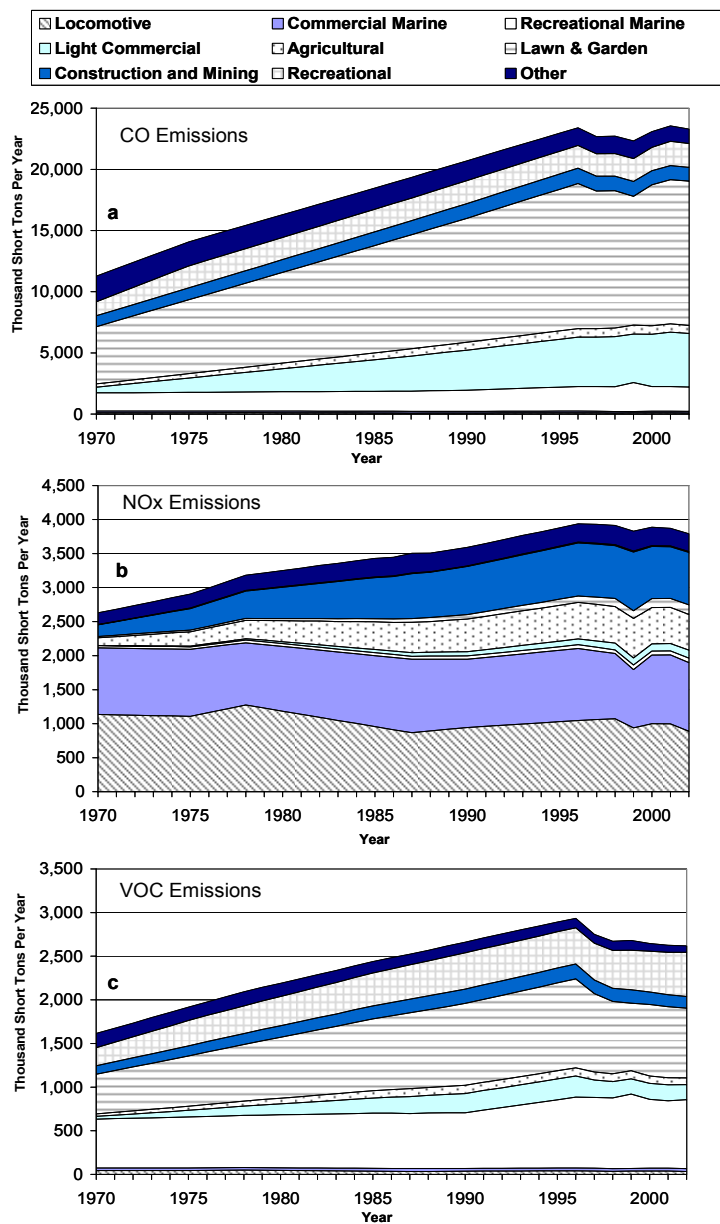 Locomotive Commercial Marine Recreational Marine
Light Commercial Agricultural Lawn & Garden
Construction and Mining Recreational Other
25,000
20,000
15,000
10,000
5,000
0
Thousand Short Tons Per Year
CO Emissions
a
1970 1975 1980 1985 1990 1995 2000
Year
4,500
4,000
3,500
3,000
2,500
2,000
1,500
1,000
500
0
Thousand Short Tons Per Year
NOx Emissions
b
1970 1975 1980 1985 1990 1995 2000
Year
3,500
3,000
2,500
2,000
1,500
1,000
500
0
Thousand Short Tons Per Year
VOC Emissions
c
1970 1975 1980 1985 1990 1995 2000
Year